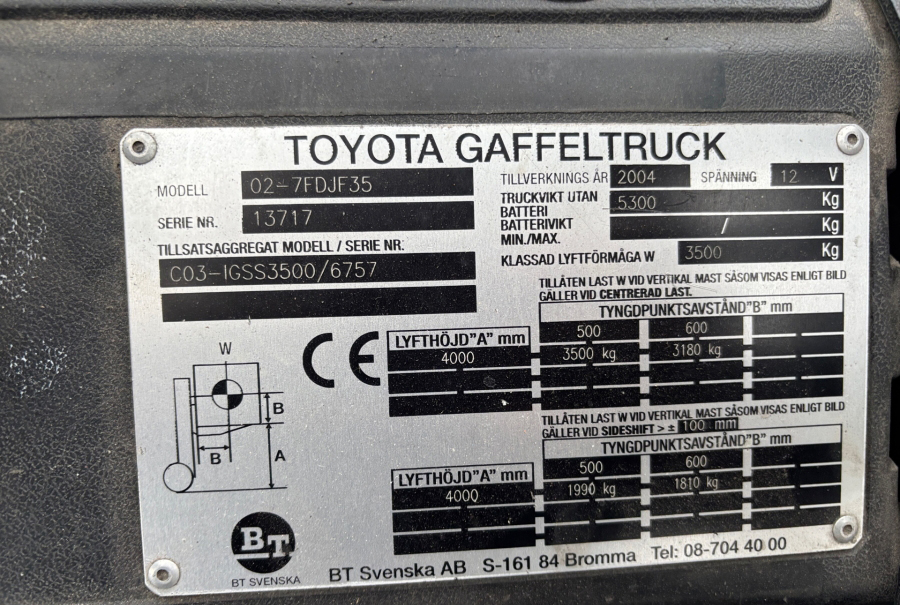 TOYOTA GAFFELTRUCK
MODELL 02-7FDJF35
SERIE NR. 13717
TILLSATSAGGREGAT MODELL / SERIE NR.
C03-IGSS3500/6757
TILLVERKNINGS ÅR 2004 SPÄNNING 12 V
TRUCKVIKT UTAN BATTERI 5300 Kg
BATTERIVIKT MIN./MAX. / Kg
KLASSAD LYFTFÖRMÅGA W 3500 Kg
TILLÅTEN LAST W VID VERTIKAL MAST SÅSOM VISAS ENLIGT BILD
GÄLLER VID CENTRERAD LAST.
TYNGDPUNKTSAVSTÅND"B" mm
500 600
LYFTHÖJD"A" mm
4000 3500 kg 3180 kg
TILLÅTEN LAST W VID VERTIKAL MAST SÅSOM VISAS ENLIGT BILD
GÄLLER VID SIDESHIFT > ± 100 mm
TYNGDPUNKTSAVSTÅND"B" mm
500 600
LYFTHÖJD"A" mm
4000 1990 kg 1810 kg
CE
W
B
B
A
BT
BT SVENSKA
BT Svenska AB S-161 84 Bromma Tel: 08-704 40 00